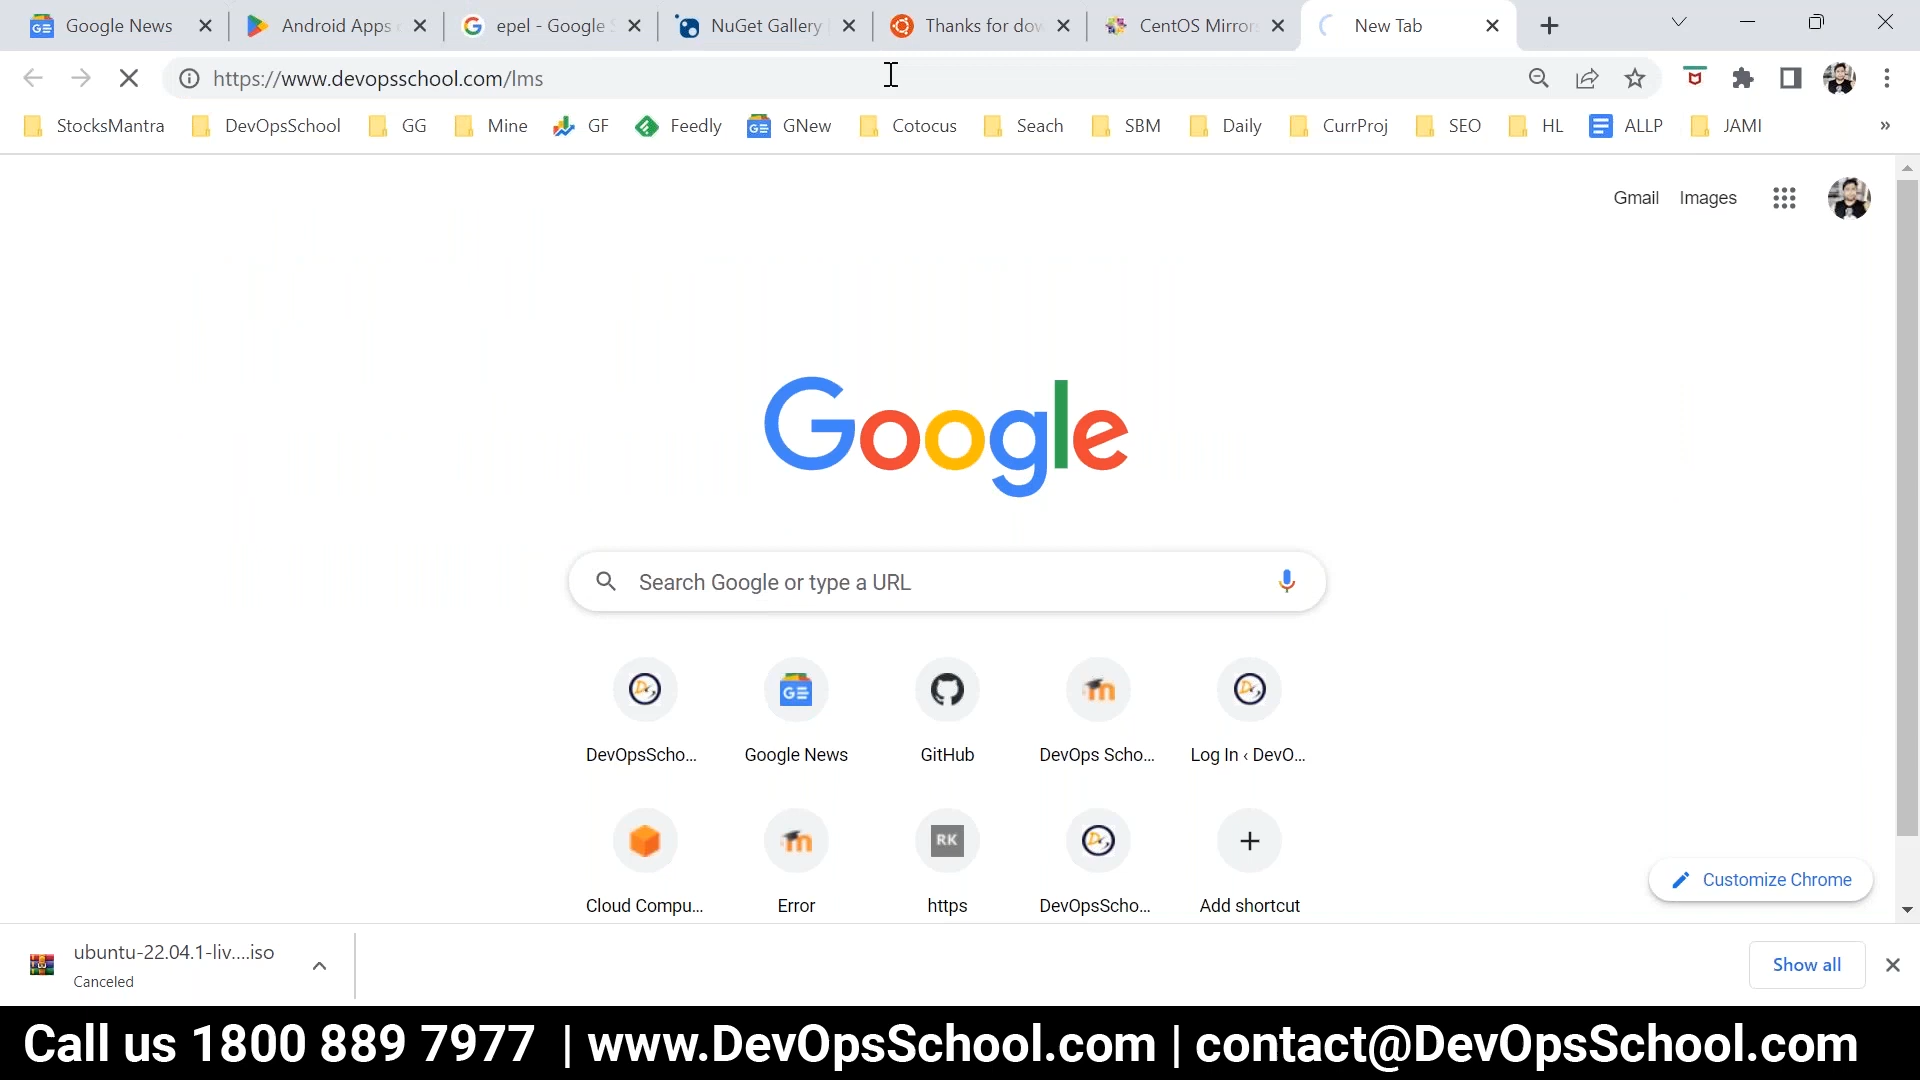 Google News
Android Apps
epel - Google S
NuGet Gallery |
Thanks for dow
CentOS Mirror
New Tab
https://www.devopsschool.com/lms
StocksMantra
DevOpsSchool
GG
Mine
GF
Feedly
GNew
Cotocus
Seach
SBM
Daily
CurrProj
SEO
HL
ALLP
JAMI
»
Gmail
Images
Google
Search Google or type a URL
DevOpsScho...
Google News
GitHub
DevOps Scho...
Log In ‹ DevO...
RK
Cloud Compu...
Error
https
DevOpsScho...
Add shortcut
Customize Chrome
ubuntu-22.04.1-liv....iso
Canceled
Show all
Call us 1800 889 7977 | www.DevOpsSchool.com | contact@DevOpsSchool.com